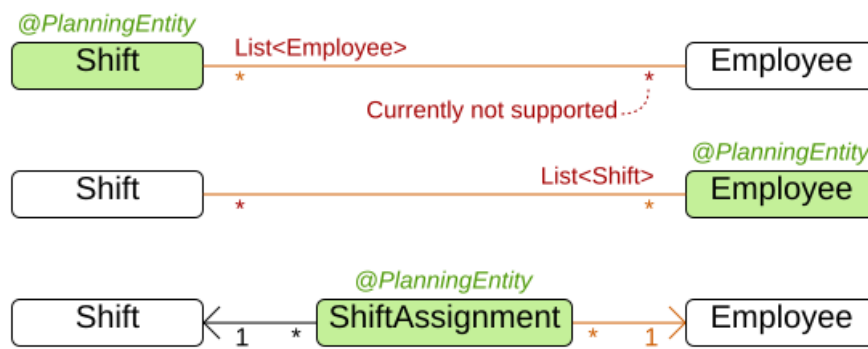 @PlanningEntity
Shift
List<Employee>
Employee
*
*
Currently not supported
@PlanningEntity
Shift
List<Shift>
Employee
*
*
@PlanningEntity
Shift
ShiftAssignment
Employee
1 *
* 1